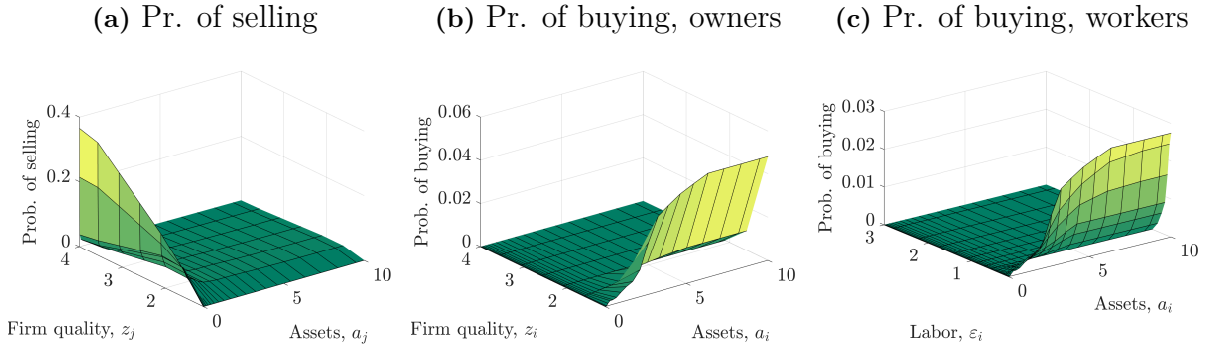 (a) Pr. of selling
Prob. of selling
0.4
0.2
0
4
3
2
0
5
10
Firm quality, z_j
Assets, a_j
(b) Pr. of buying, owners
Prob. of buying
0.06
0.04
0.02
0
4
3
2
0
5
10
Firm quality, z_i
Assets, a_i
(c) Pr. of buying, workers
Prob. of buying
0.03
0.02
0.01
0
3
2
1
0
5
10
Labor, ε_i
Assets, a_i